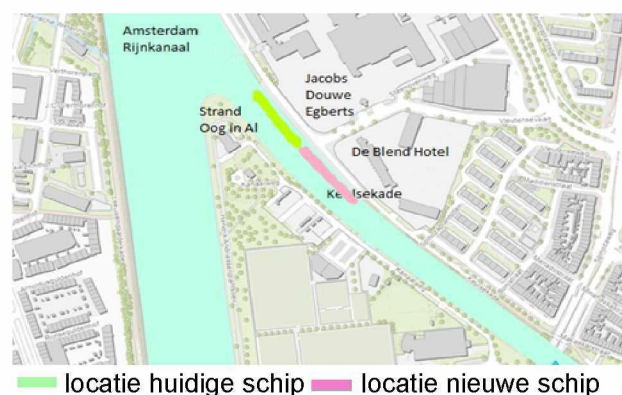 Amsterdam
Rijnkanaal
Jacobs
Douwe
Egberts
Strand
Oog in Al
De Blend Hotel
Keulsekade
locatie huidige schip
locatie nieuwe schip